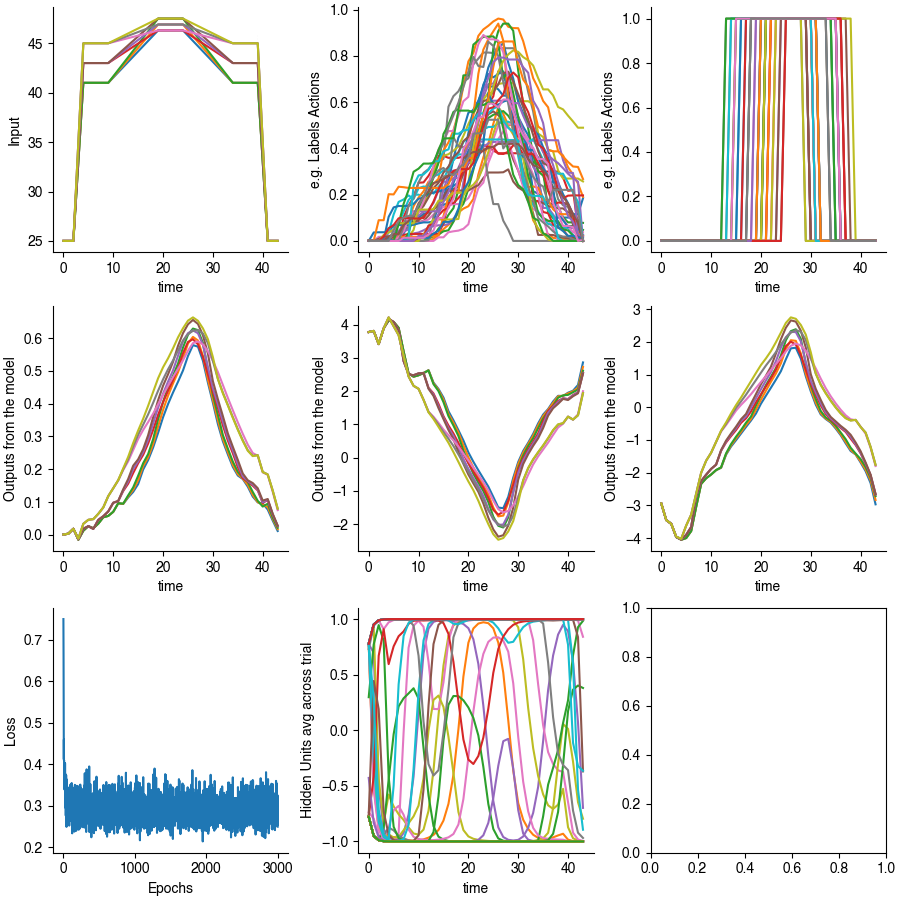 45
40
35
30
25
Input
0 10 20 30 40
time
1.0
0.8
0.6
0.4
0.2
0.0
e.g. Labels Actions
0 10 20 30 40
time
1.0
0.8
0.6
0.4
0.2
0.0
e.g. Labels Actions
0 10 20 30 40
time
0.6
0.5
0.4
0.3
0.2
0.1
0.0
Outputs from the model
0 10 20 30 40
time
4
3
2
1
0
−1
−2
Outputs from the model
0 10 20 30 40
time
3
2
1
0
−1
−2
−3
−4
Outputs from the model
0 10 20 30 40
time
0.7
0.6
0.5
0.4
0.3
0.2
Loss
0 1000 2000 3000
Epochs
1.0
0.5
0.0
−0.5
−1.0
Hidden Units avg across trial
0 10 20 30 40
time
1.0
0.8
0.6
0.4
0.2
0.0
0.0 0.2 0.4 0.6 0.8 1.0